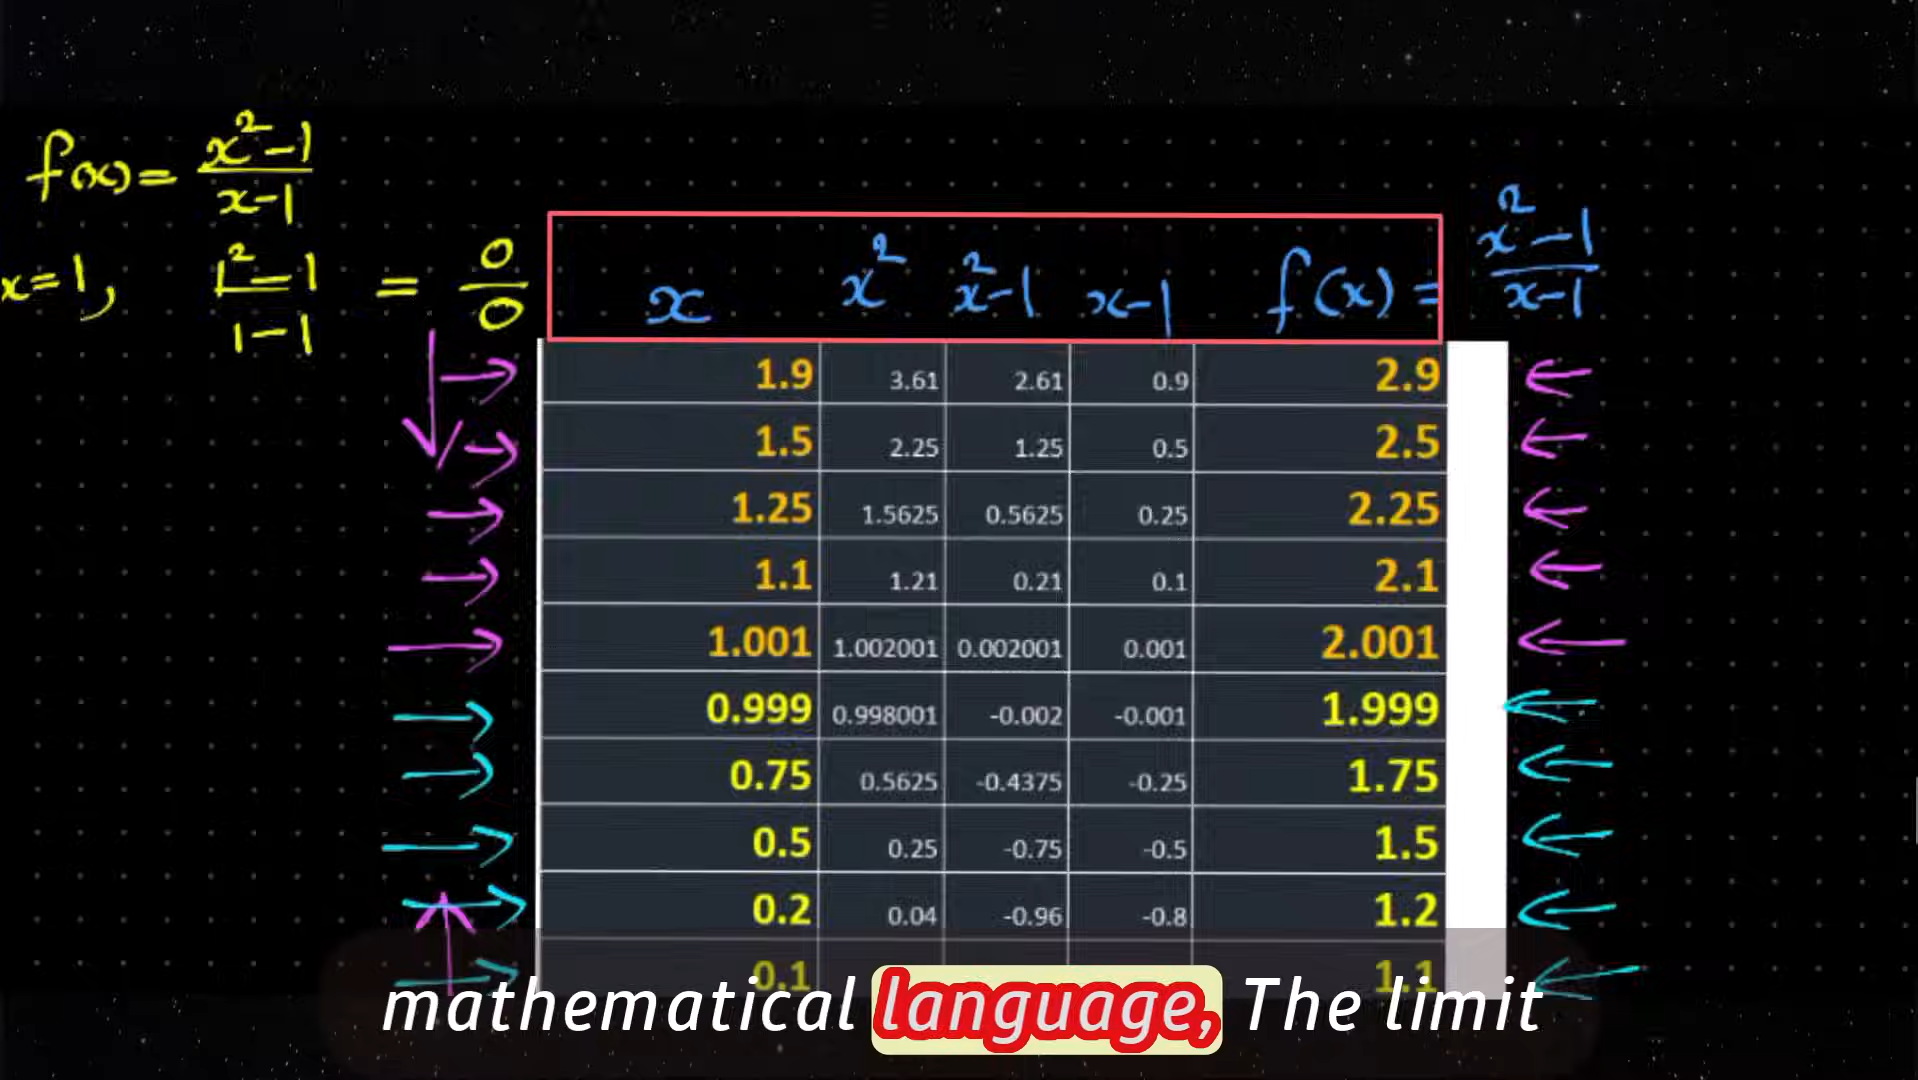 f(x) = x²-1 / x-1
x=1, 1²-1 / 1-1 = 0/0
x x² x²-1 x-1 f(x) = x²-1 / x-1
1.9 3.61 2.61 0.9 2.9
1.5 2.25 1.25 0.5 2.5
1.25 1.5625 0.5625 0.25 2.25
1.1 1.21 0.21 0.1 2.1
1.001 1.002001 0.002001 0.001 2.001
0.999 0.998001 -0.002 -0.001 1.999
0.75 0.5625 -0.4375 -0.25 1.75
0.5 0.25 -0.75 -0.5 1.5
0.2 0.04 -0.96 -0.8 1.2
0.1 1.1
mathematical language, The limit